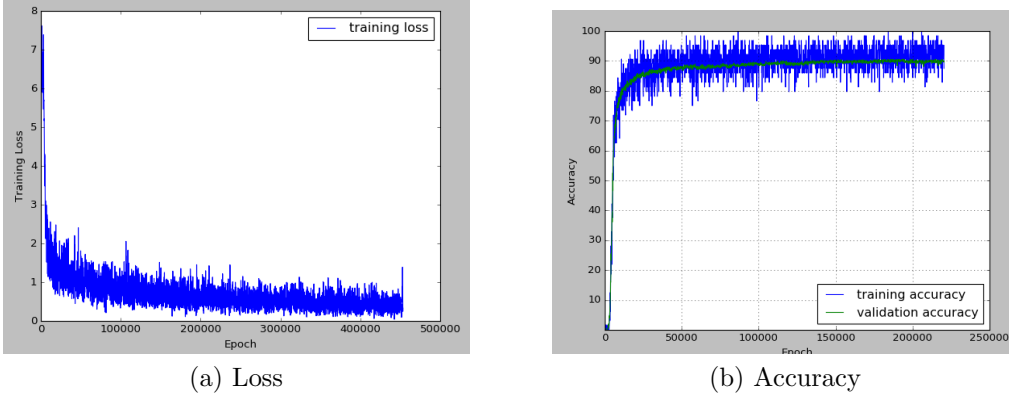 8
7
6
5
4
3
2
1
0
Training Loss
training loss
0 100000 200000 300000 400000 500000
Epoch
(a) Loss
100
90
80
70
60
50
40
30
20
10
Accuracy
training accuracy
validation accuracy
0 50000 100000 150000 200000 250000
Epoch
(b) Accuracy